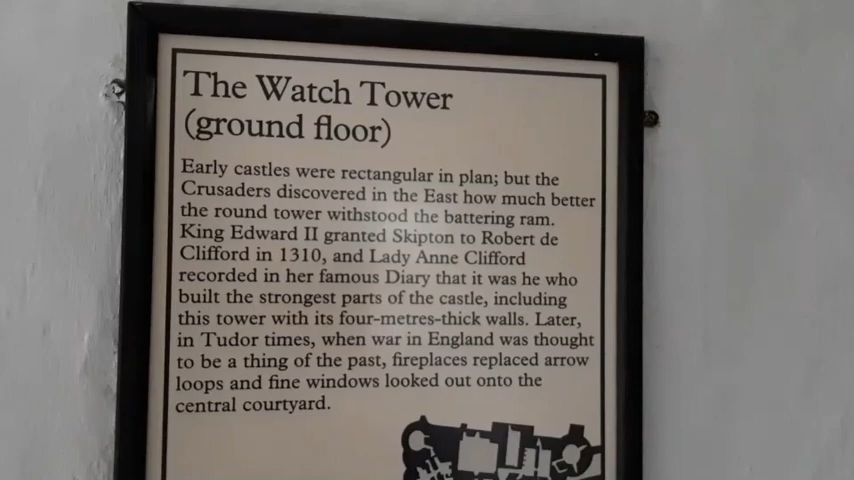 The Watch Tower
(ground floor)
Early castles were rectangular in plan; but the
Crusaders discovered in the East how much better
the round tower withstood the battering ram.
King Edward II granted Skipton to Robert de
Clifford in 1310, and Lady Anne Clifford
recorded in her famous Diary that it was he who
built the strongest parts of the castle, including
this tower with its four-metres-thick walls. Later,
in Tudor times, when war in England was thought
to be a thing of the past, fireplaces replaced arrow
loops and fine windows looked out onto the
central courtyard.